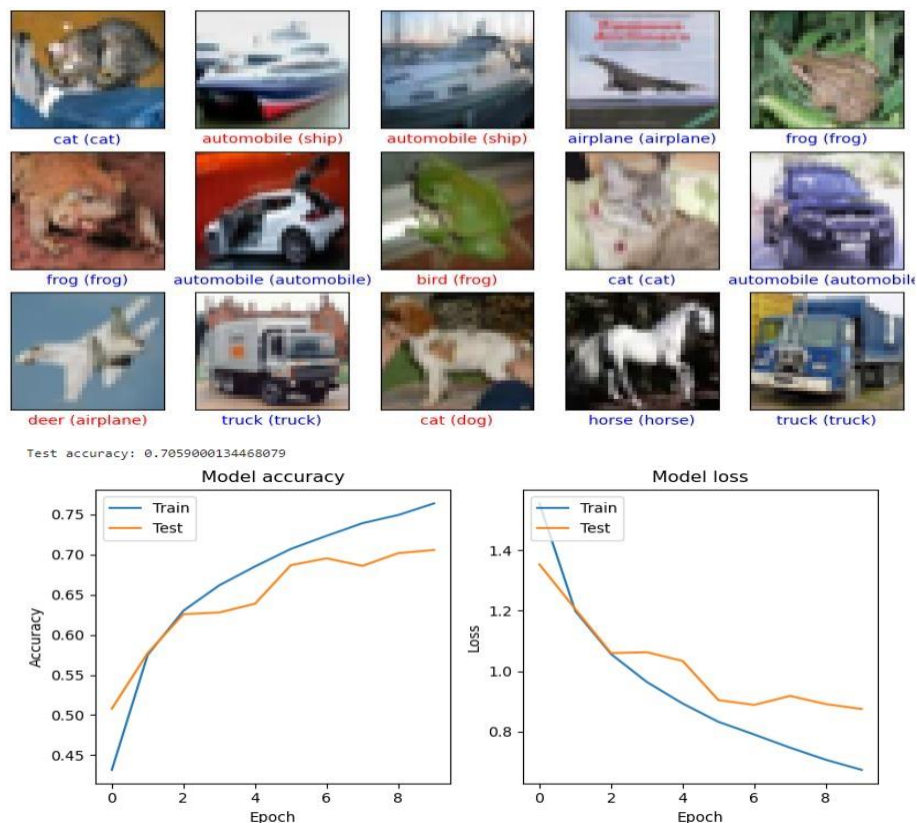 cat (cat)
automobile (ship)
automobile (ship)
airplane (airplane)
frog (frog)
frog (frog)
automobile (automobile)
bird (frog)
cat (cat)
automobile (automobile
deer (airplane)
truck (truck)
cat (dog)
horse (horse)
truck (truck)
Test accuracy: 0.7059000134468079
Model accuracy
Train
Test
0.75
0.70
0.65
0.60
0.55
0.50
0.45
Accuracy
0 2 4 6 8
Epoch
Model loss
Train
Test
1.4
1.2
1.0
0.8
Loss
0 2 4 6 8
Epoch